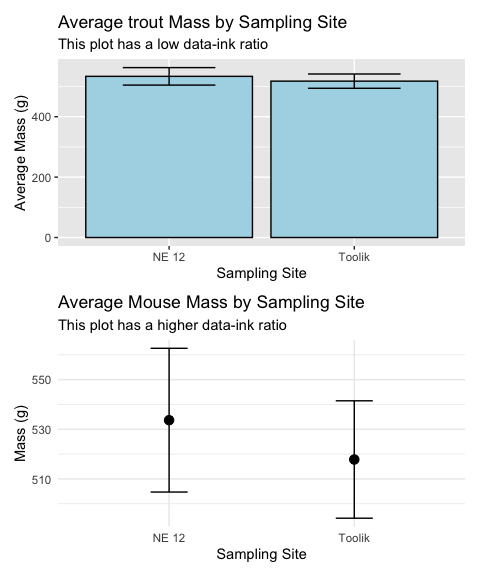 Average trout Mass by Sampling Site
This plot has a low data-ink ratio
Average Mass (g)
400
200
0
NE 12 Toolik
Sampling Site
Average Mouse Mass by Sampling Site
This plot has a higher data-ink ratio
Mass (g)
550
530
510
NE 12 Toolik
Sampling Site